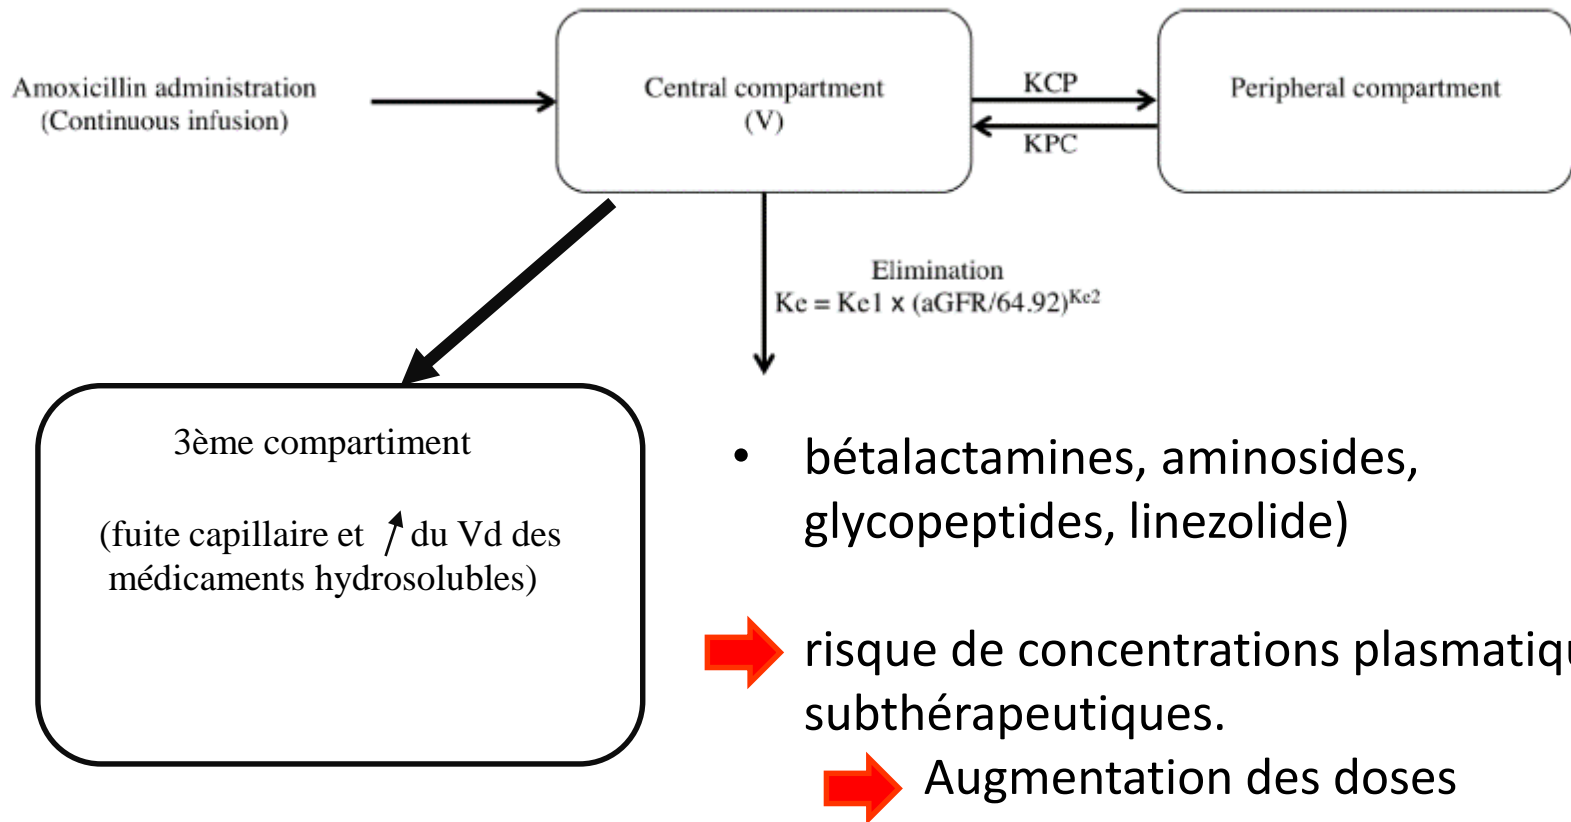 Amoxicillin administration
(Continuous infusion)
Central compartment
(V)
KCP
KPC
Peripheral compartment
Elimination
Ke = Ke1 x (aGFR/64.92)^Ke2
3ème compartiment
(fuite capillaire et ↗ du Vd des
médicaments hydrosolubles)
• bétalactamines, aminosides,
glycopeptides, linezolide)
risque de concentrations plasmatiqu
subthérapeutiques.
Augmentation des doses